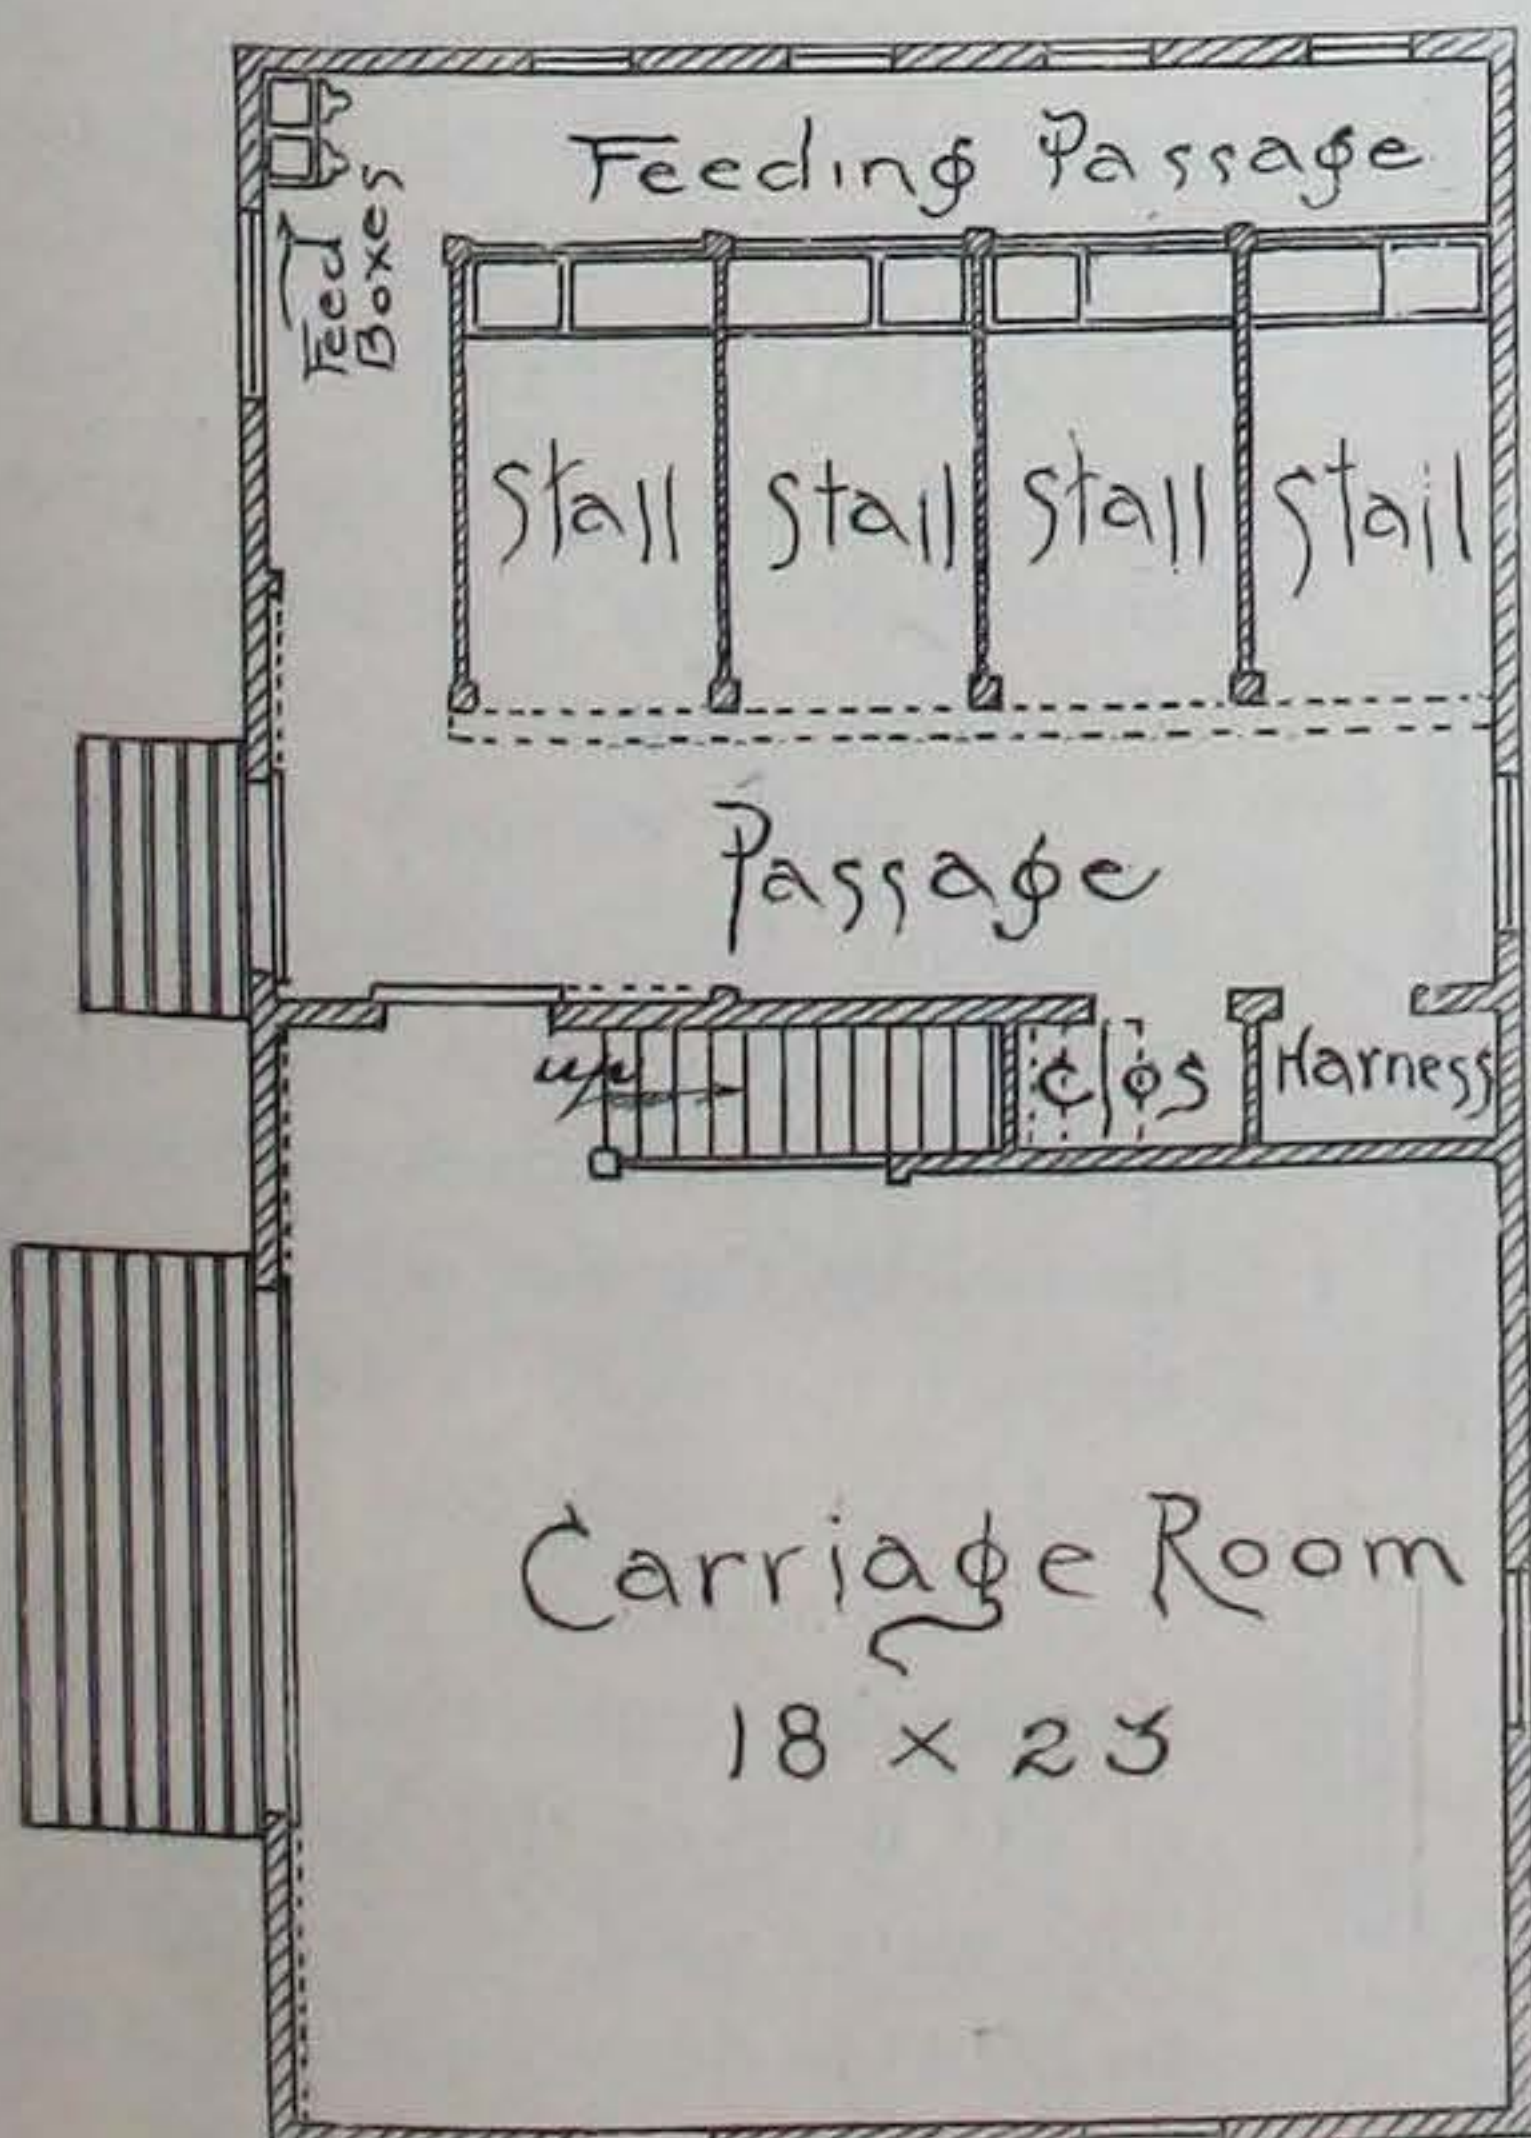 Feeding Passage
Feed
Boxes
Stall Stall Stall Stall
Passage
up
Clos
Harness
Carriage Room
18 x 23